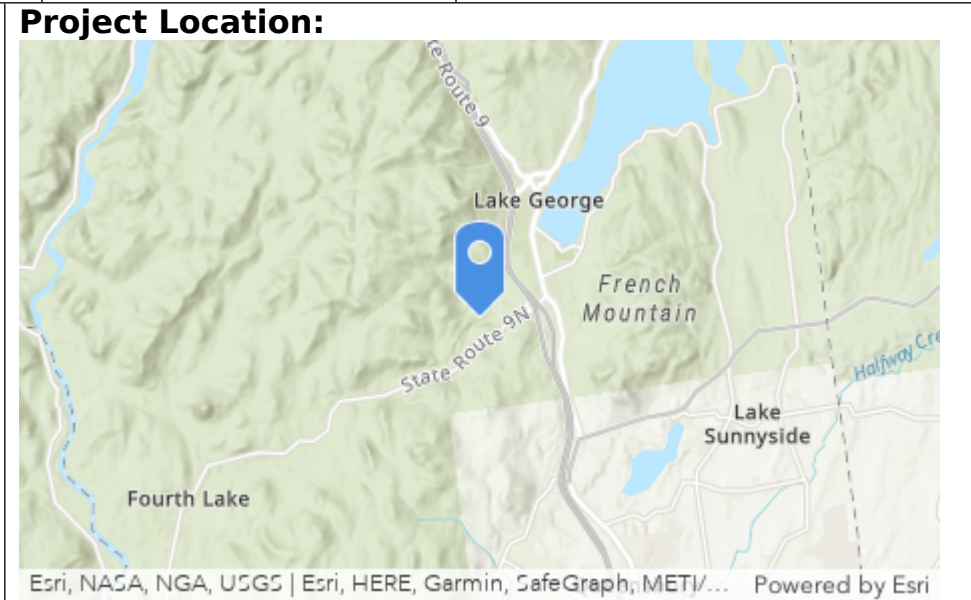 Project Location:
te Route 9
Lake George
French
Mountain
State Route 9N
Halfway Cre
Lake
Sunnyside
Fourth Lake
Esri, NASA, NGA, USGS | Esri, HERE, Garmin, SafeGraph, METI/... Powered by Esri